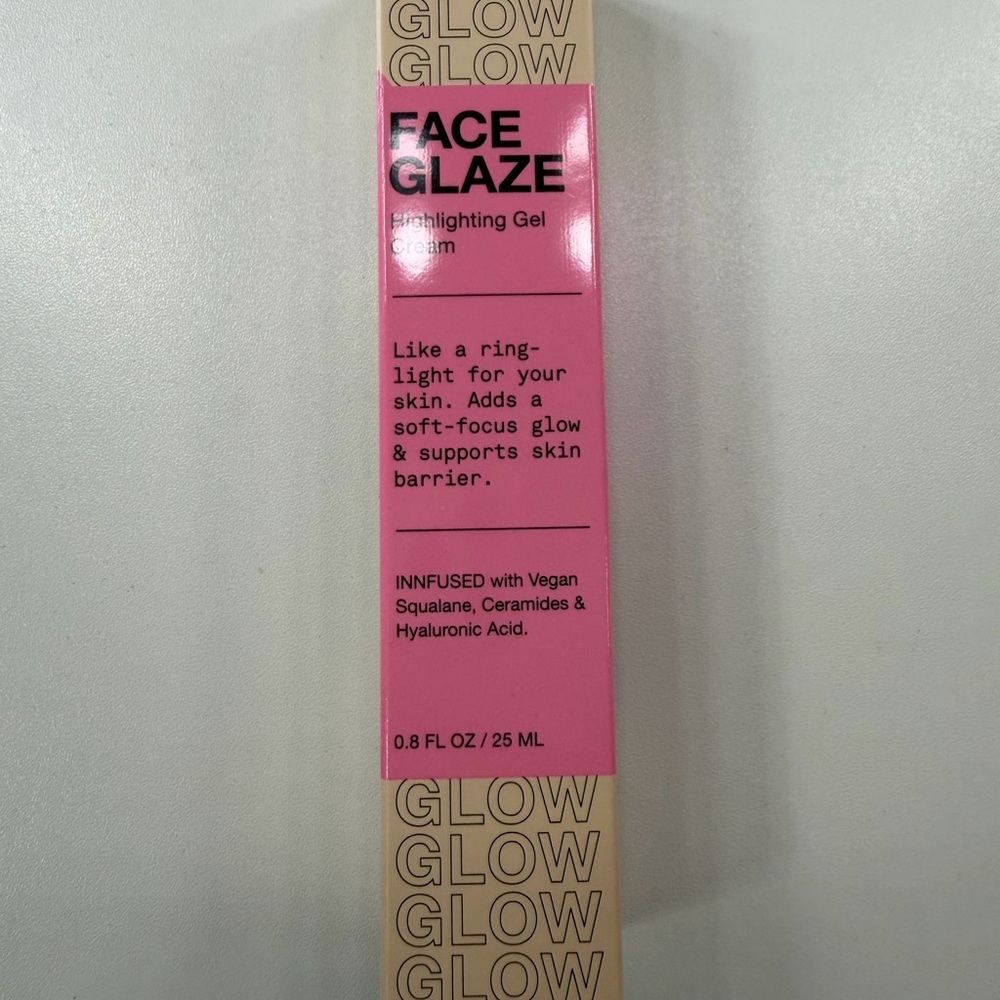 GLOW
GLOW
FACE
GLAZE
Highlighting Gel
Cream
Like a ring-
light for your
skin. Adds a
soft-focus glow
& supports skin
barrier.
INNFUSED with Vegan
Squalane, Ceramides &
Hyaluronic Acid.
0.8 FL OZ / 25 ML
GLOW
GLOW
GLOW
GLOW